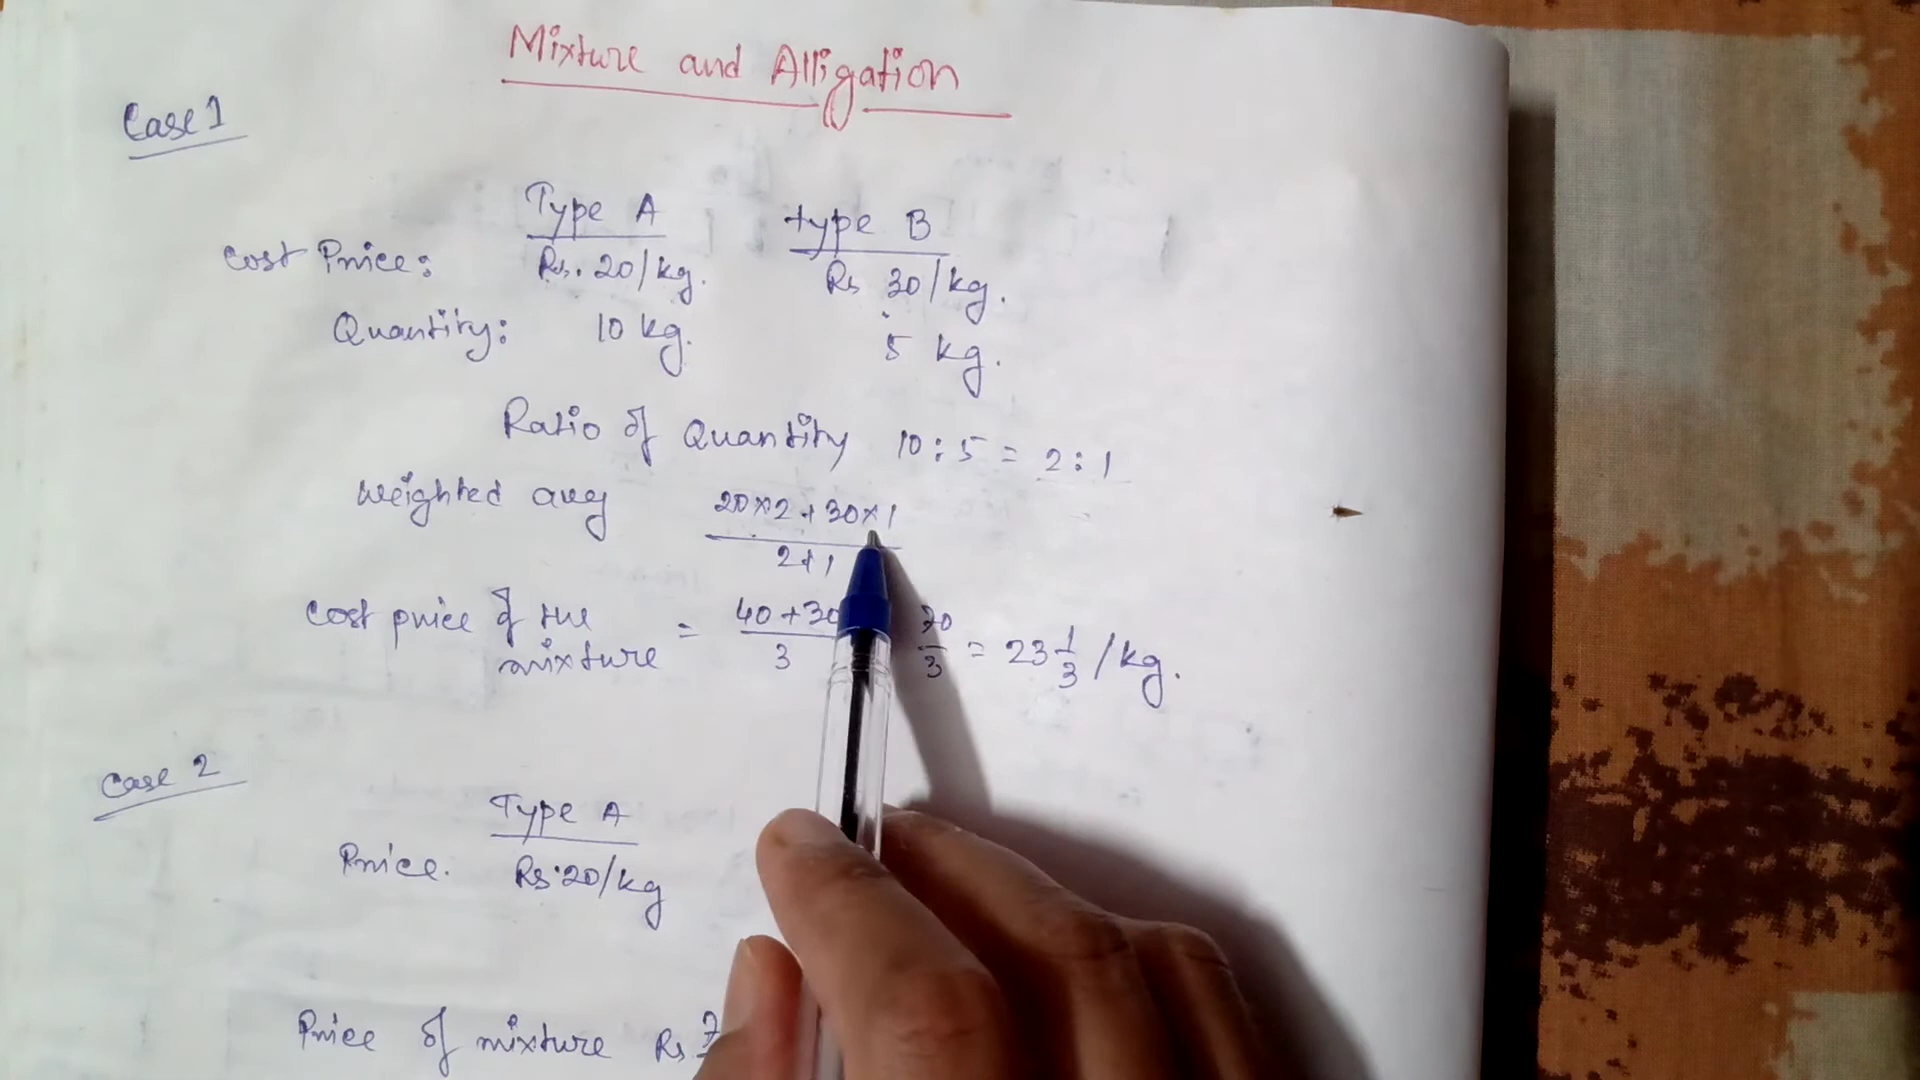 Mixture and Alligation
Case 1
Type A type B
Cost Price: Rs. 20/kg. Rs 30/kg.
Quantity: 10 kg. 5 kg.
Ratio of Quantity 10:5 = 2:1
Weighted avg 20×2+30×1
2+1
Cost price of the mixture = 40+30 70
3 3 = 23 1/3 /kg.
Case 2
Type A
Price. Rs.20/kg
Price of mixture Rs 7